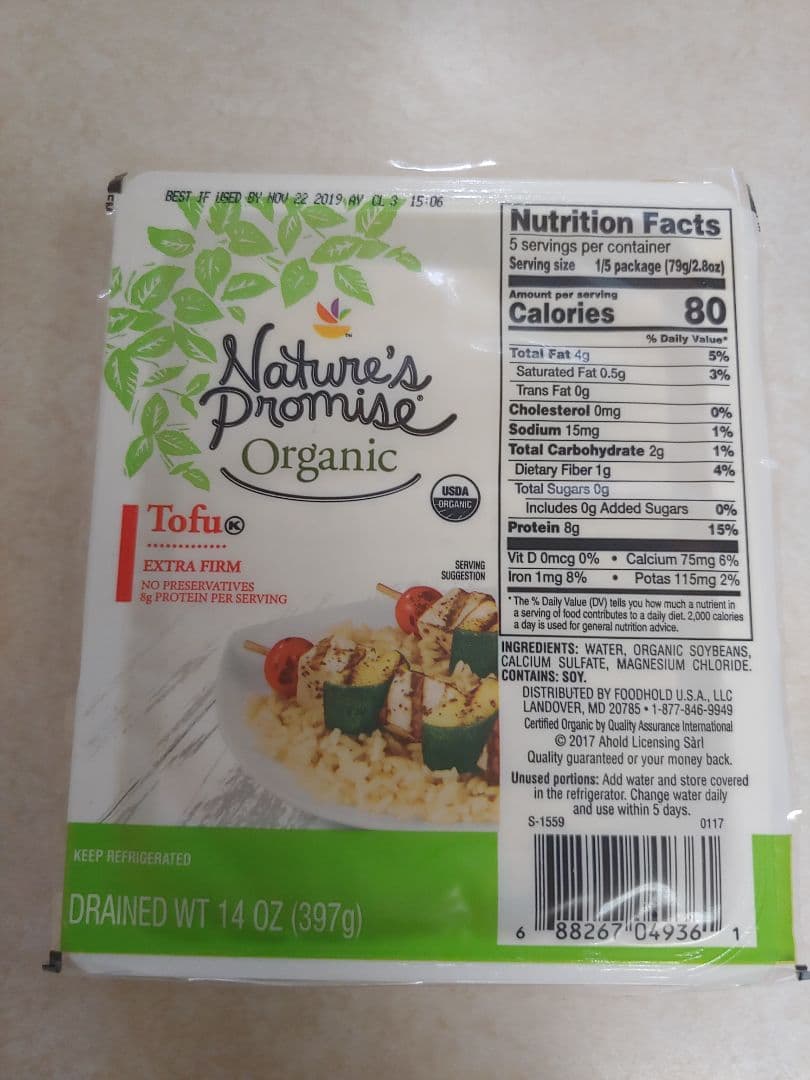 BEST IF USED BY NOV 22 2019 AY CL 3 15:06
Nature's
Promise
Organic
USDA
ORGANIC
Tofu K
EXTRA FIRM
NO PRESERVATIVES
8g PROTEIN PER SERVING
SERVING
SUGGESTION
KEEP REFRIGERATED
DRAINED WT 14 OZ (397g)
Nutrition Facts
5 servings per container
Serving size 1/5 package (79g/2.8oz)
Amount per serving
Calories 80
% Daily Value*
Total Fat 4g 5%
Saturated Fat 0.5g 3%
Trans Fat 0g
Cholesterol 0mg 0%
Sodium 15mg 1%
Total Carbohydrate 2g 1%
Dietary Fiber 1g 4%
Total Sugars 0g
Includes 0g Added Sugars 0%
Protein 8g 15%
Vit D 0mcg 0% • Calcium 75mg 6%
Iron 1mg 8% • Potas 115mg 2%
* The % Daily Value (DV) tells you how much a nutrient in
a serving of food contributes to a daily diet. 2,000 calories
a day is used for general nutrition advice.
INGREDIENTS: WATER, ORGANIC SOYBEANS,
CALCIUM SULFATE, MAGNESIUM CHLORIDE.
CONTAINS: SOY.
DISTRIBUTED BY FOODHOLD U.S.A., LLC
LANDOVER, MD 20785 • 1-877-846-9949
Certified Organic by Quality Assurance International
© 2017 Ahold Licensing Sàrl
Quality guaranteed or your money back.
Unused portions: Add water and store covered
in the refrigerator. Change water daily
and use within 5 days.
S-1559 0117
6 88267 04936 1